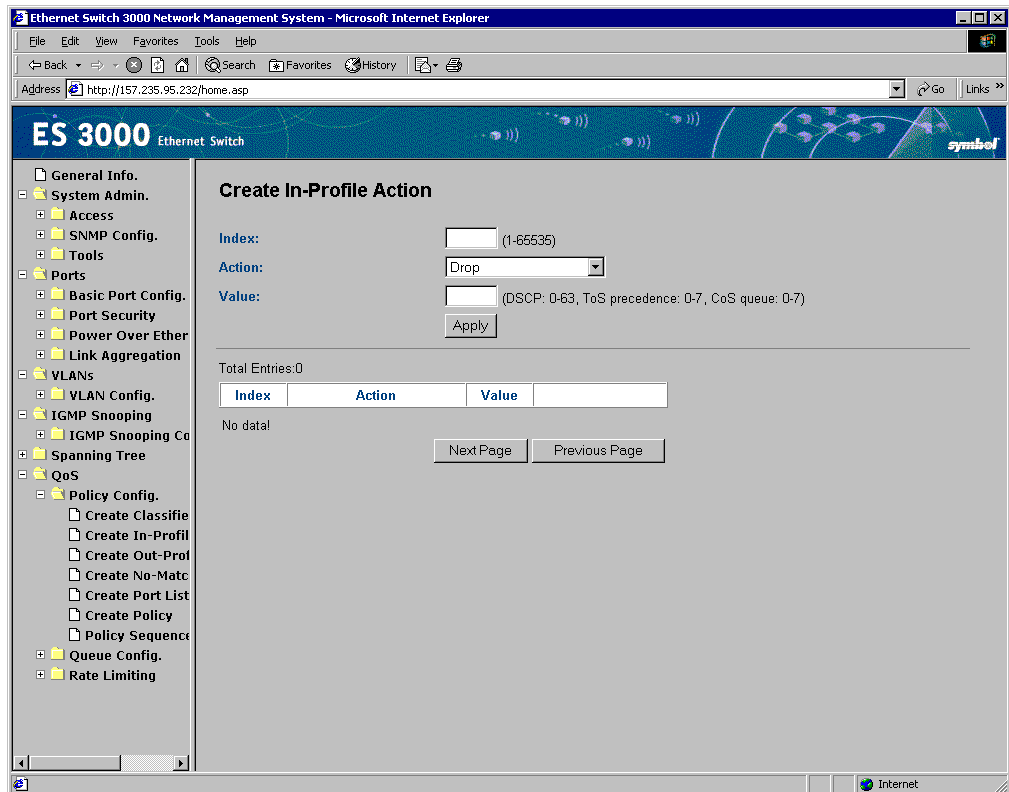 Ethernet Switch 3000 Network Management System - Microsoft Internet Explorer
File Edit View Favorites Tools Help
Back Search Favorites History
Address http://157.235.95.232/home.asp Go Links »
ES 3000 Ethernet Switch
symbol
General Info.
System Admin.
Access
SNMP Config.
Tools
Ports
Basic Port Config.
Port Security
Power Over Ether
Link Aggregation
VLANs
VLAN Config.
IGMP Snooping
IGMP Snooping Co
Spanning Tree
QoS
Policy Config.
Create Classifie
Create In-Profil
Create Out-Prof
Create No-Matc
Create Port List
Create Policy
Policy Sequence
Queue Config.
Rate Limiting
Create In-Profile Action
Index: (1-65535)
Action: Drop
Value: (DSCP: 0-63, ToS precedence: 0-7, CoS queue: 0-7)
Apply
Total Entries:0
Index Action Value
No data!
Next Page Previous Page
Internet